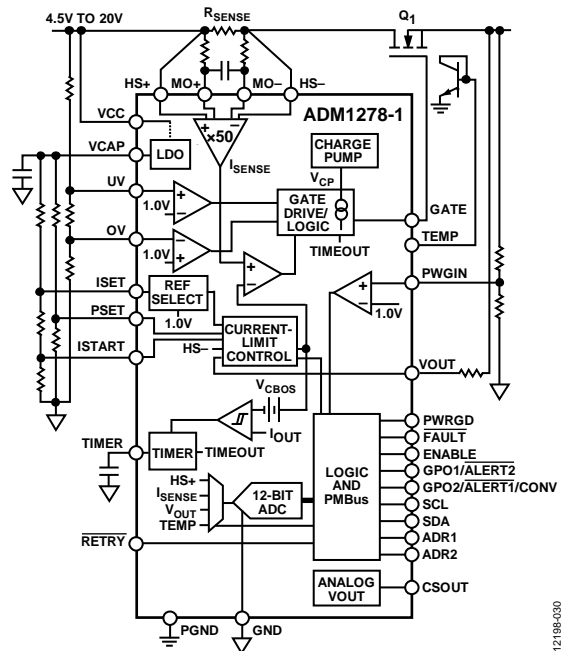 4.5V TO 20V
RSENSE
Q1
HS+
MO+
MO–
HS–
ADM1278-1
VCC
+ –
×50
VCAP
LDO
CHARGE
PUMP
ISENSE
VCP
UV
+
–
1.0V
GATE
DRIVE/
LOGIC
GATE
TIMEOUT
TEMP
OV
–
+
1.0V
+
–
ISET
REF
SELECT
1.0V
+
–
1.0V
PWGIN
PSET
CURRENT-
LIMIT
CONTROL
HS–
ISTART
VOUT
VCBOS
IOUT
TIMER
TIMER
TIMEOUT
PWRGD
FAULT
ENABLE
GPO1/ALERT2
GPO2/ALERT1/CONV
SCL
SDA
ADR1
ADR2
LOGIC
AND
PMBus
HS+
ISENSE
VOUT
TEMP
12-BIT
ADC
RETRY
ANALOG
VOUT
CSOUT
PGND
GND
12198-030